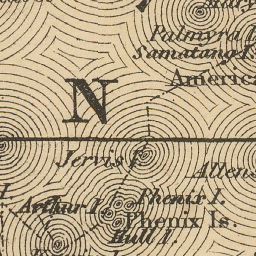 Palmyra I.
Samatang I.
America
N
Jervis I.
Allens
Arthur I.
Phenix I.
Phenix Is.
Hull I.